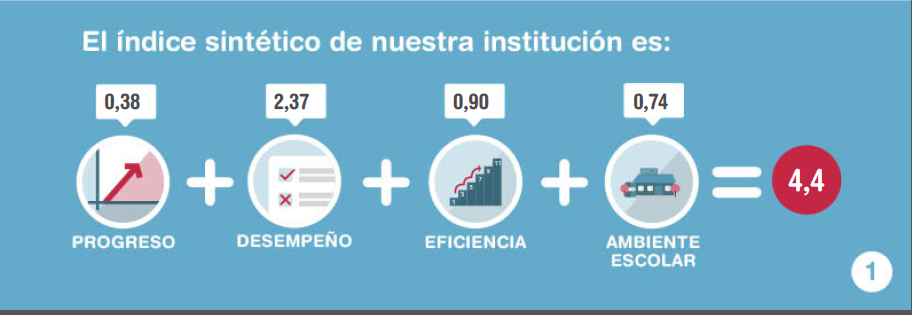 El índice sintético de nuestra institución es:
0,38 2,37 0,90 0,74
+ + + = 4,4
PROGRESO DESEMPEÑO EFICIENCIA AMBIENTE
ESCOLAR
1